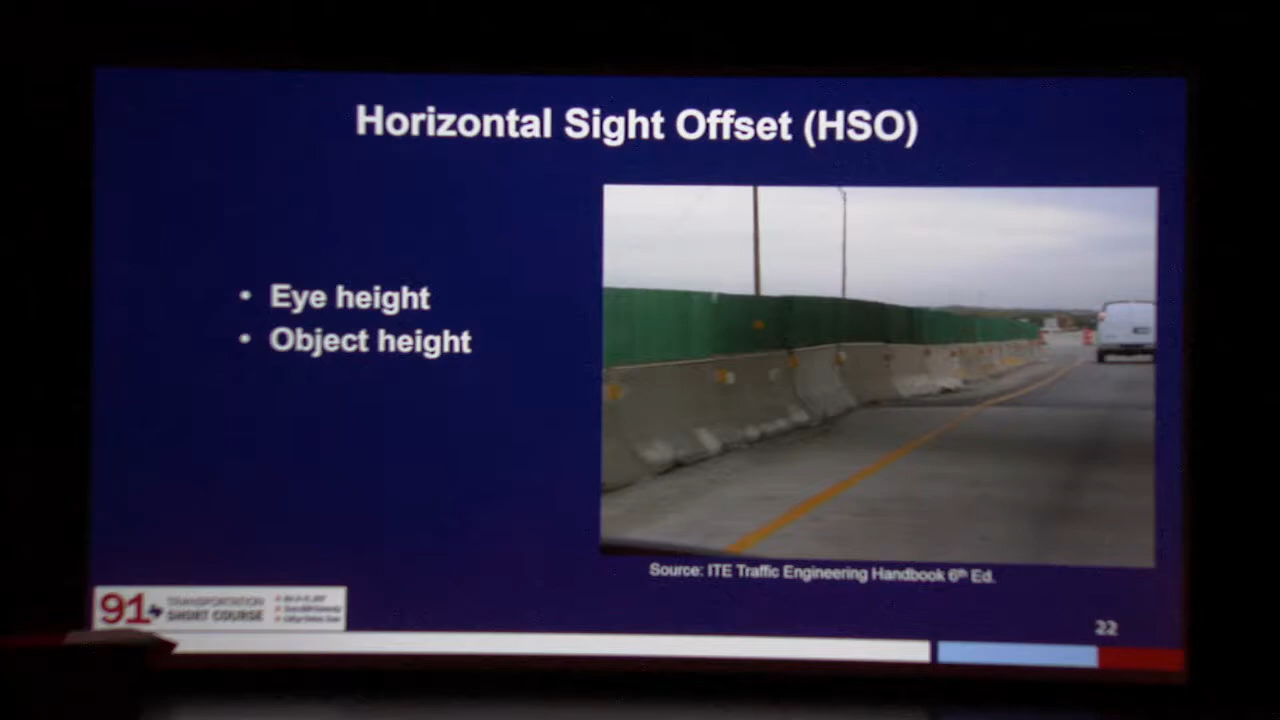 Horizontal Sight Offset (HSO)
• Eye height
• Object height
Source: ITE Traffic Engineering Handbook 6th Ed.
91
TRANSPORTATION
SHORT COURSE
22